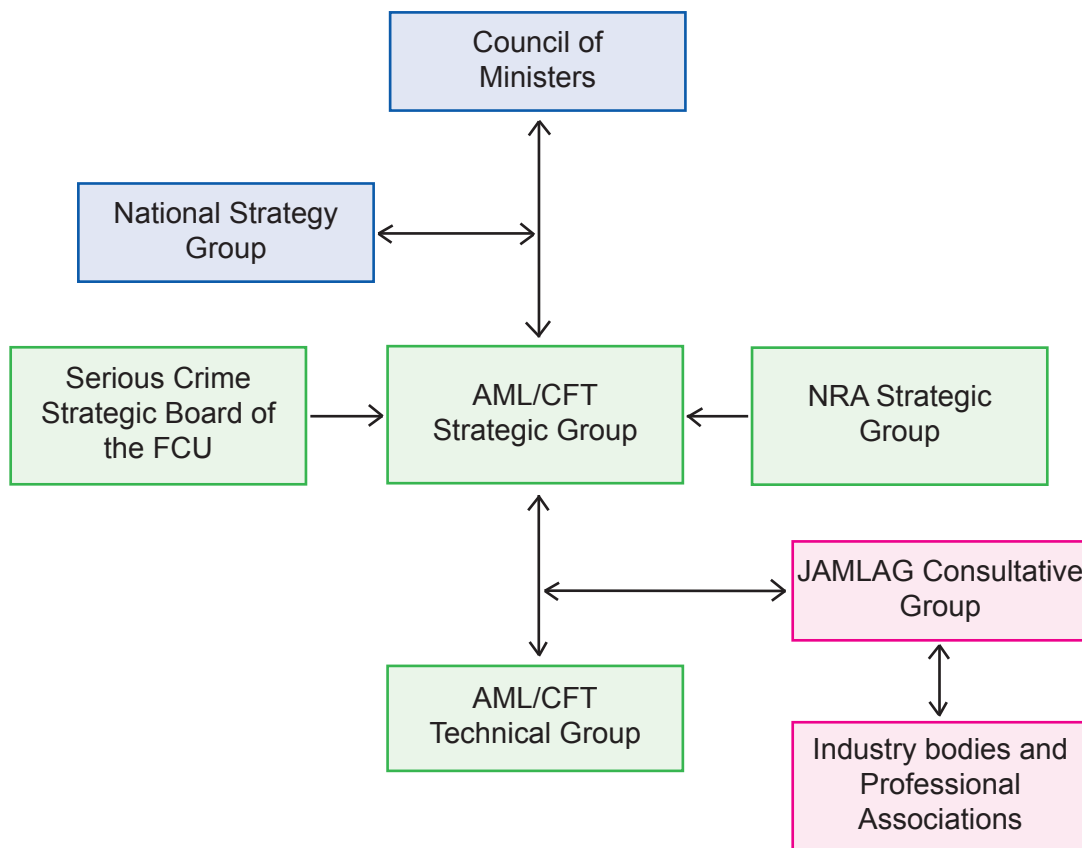 Council of
Ministers
National Strategy
Group
Serious Crime
Strategic Board of
the FCU
AML/CFT
Strategic Group
NRA Strategic
Group
JAMLAG Consultative
Group
AML/CFT
Technical Group
Industry bodies and
Professional
Associations